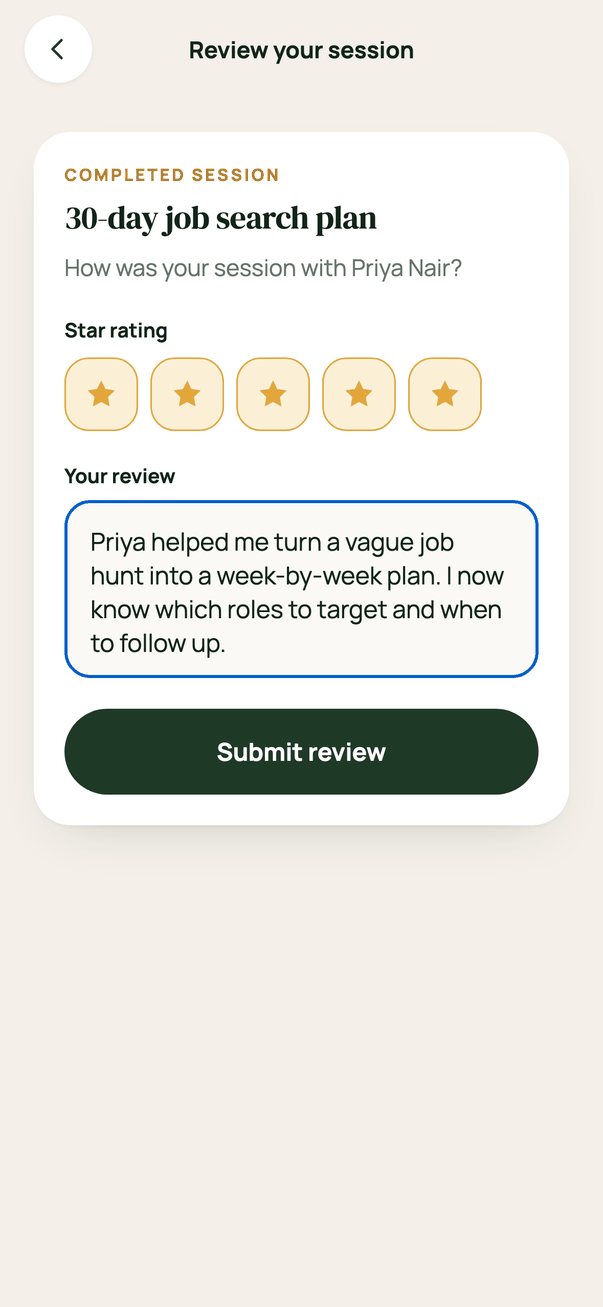 Review your session
COMPLETED SESSION
30-day job search plan
How was your session with Priya Nair?
Star rating
Your review
Priya helped me turn a vague job
hunt into a week-by-week plan. I now
know which roles to target and when
to follow up.
Submit review